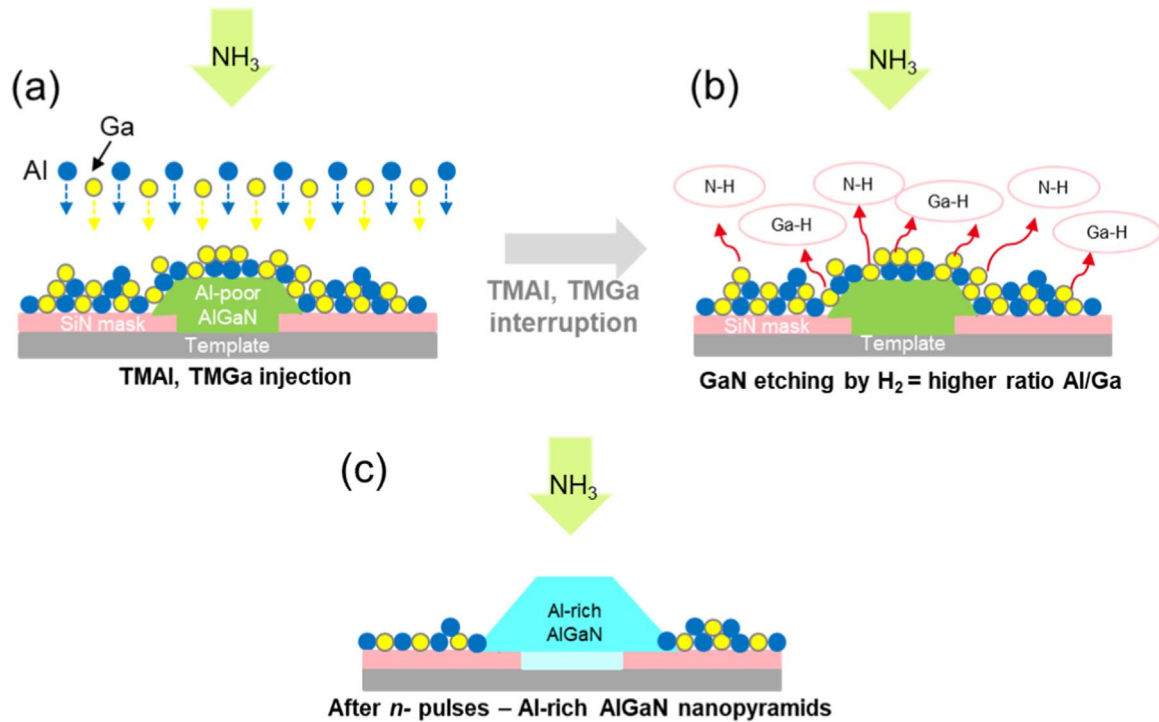 NH3
NH3
(a)
(b)
Ga
Al
N-H
N-H
N-H
Ga-H
Ga-H
Ga-H
Al-poor
AlGaN
SiN mask
Template
TMAl, TMGa injection
TMAl, TMGa
interruption
SiN mask
Template
GaN etching by H2 = higher ratio Al/Ga
(c)
NH3
Al-rich
AlGaN
After n- pulses – Al-rich AlGaN nanopyramids